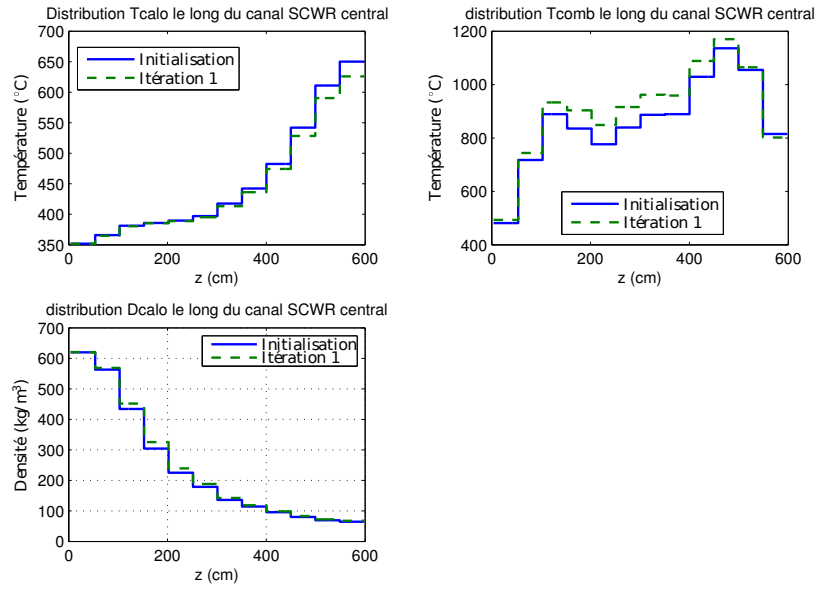 Distribution Tcalo le long du canal SCWR central
700
650
600
550
500
450
400
350
Température (°C)
Initialisation
Itération 1
0
200
400
600
z (cm)
distribution Tcomb le long du canal SCWR central
1200
1000
800
600
400
Température (°C)
Initialisation
Itération 1
0
200
400
600
z (cm)
distribution Dcalo le long du canal SCWR central
700
600
500
400
300
200
100
0
Densité (kg/m³)
Initialisation
Itération 1
0
200
400
600
z (cm)